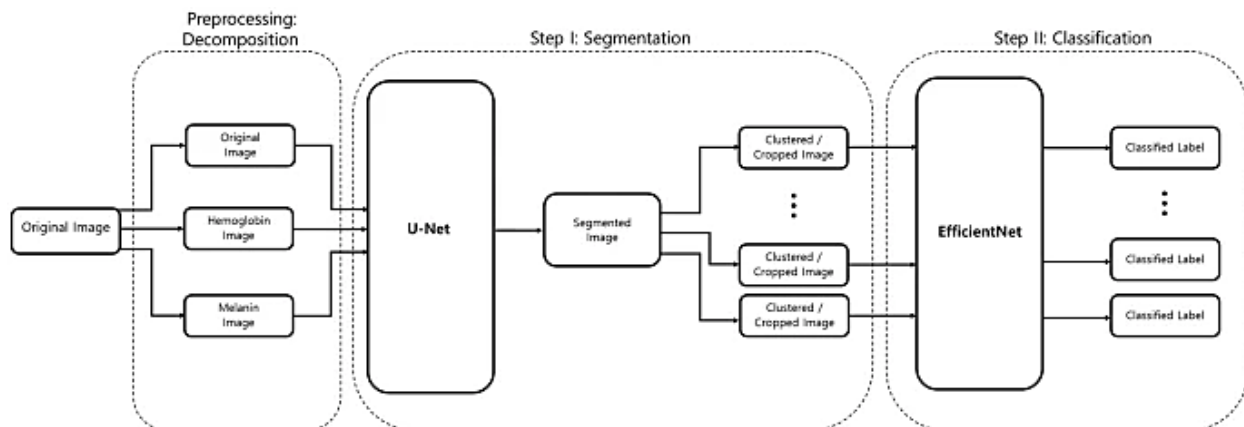 Preprocessing:
Decomposition
Step I: Segmentation
Step II: Classification
Original Image
Original
Image
Hemoglobin
Image
Melanin
Image
U-Net
Segmented
Image
Clustered /
Cropped Image
Clustered /
Cropped Image
Clustered /
Cropped Image
EfficientNet
Classified Label
Classified Label
Classified Label